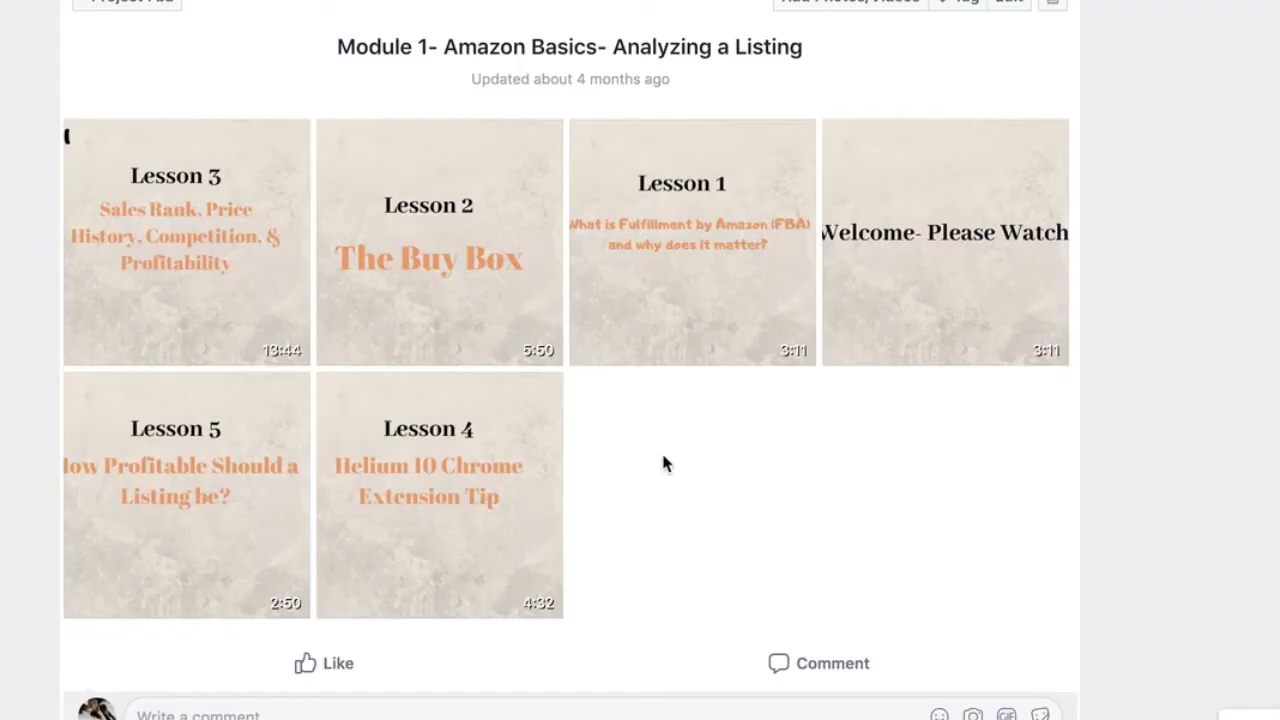 Module 1- Amazon Basics- Analyzing a Listing
Updated about 4 months ago
Lesson 3
Sales Rank, Price
History, Competition, &
Profitability
13:44
Lesson 2
The Buy Box
5:50
Lesson 1
What is Fulfillment by Amazon (FBA)
and why does it matter?
3:11
Welcome- Please Watch
3:11
Lesson 5
How Profitable Should a
Listing be?
2:50
Lesson 4
Helium 10 Chrome
Extension Tip
4:32
Like
Comment
Write a comment